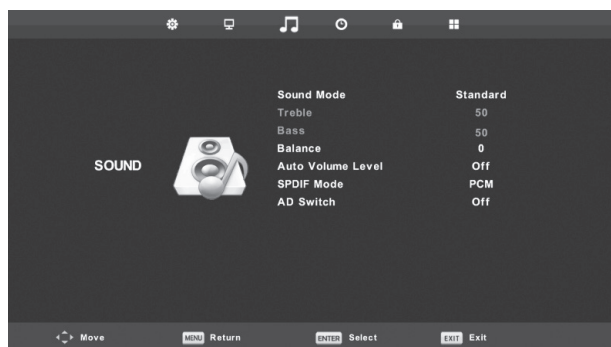 Sound Mode Standard
Treble 50
Bass 50
Balance 0
SOUND
Auto Volume Level Off
SPDIF Mode PCM
AD Switch Off
Move MENU Return ENTER Select EXIT Exit